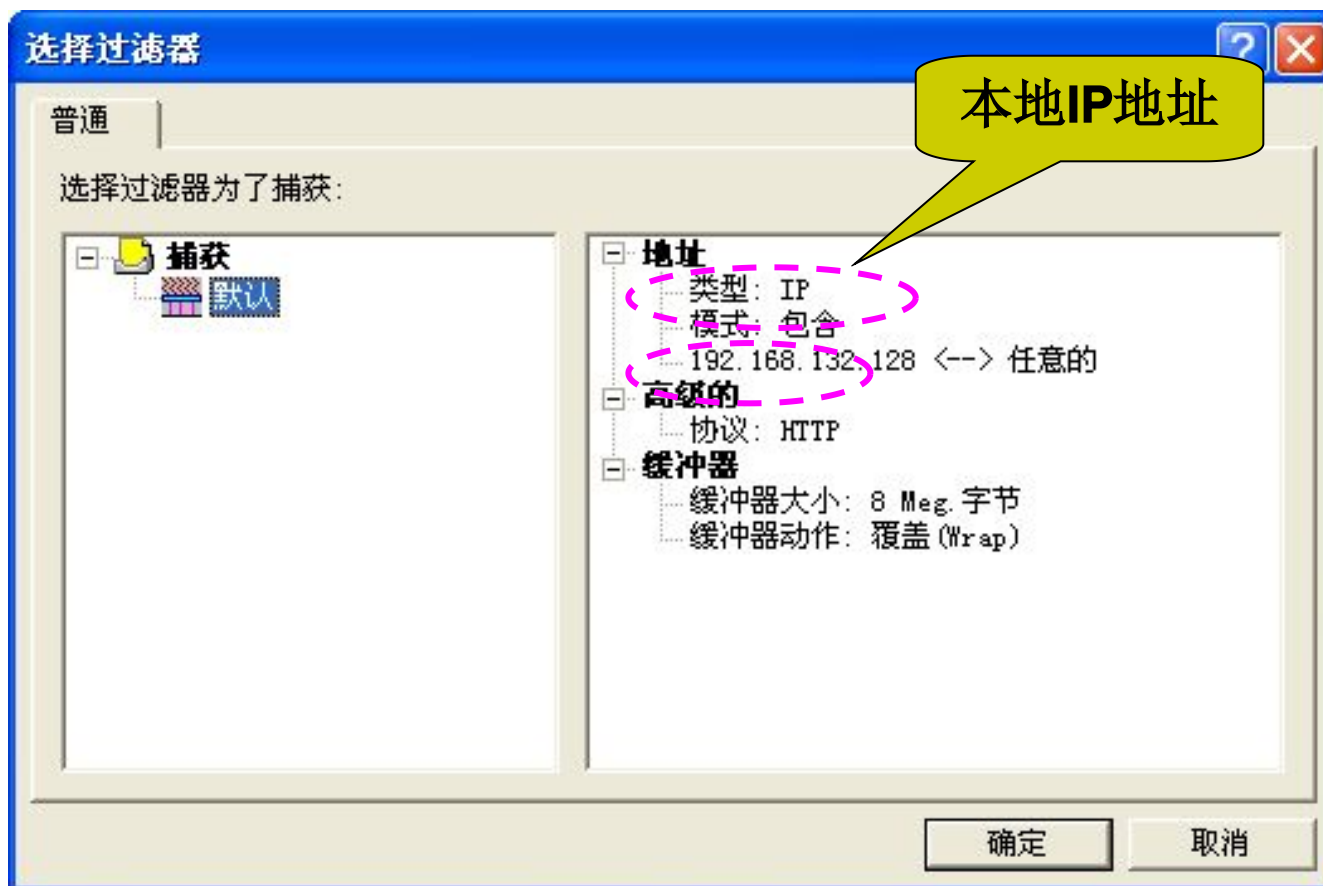 选择过滤器
本地IP地址
普通
选择过滤器为了捕获:
捕获
默认
地址
类型: IP
模式: 包含
192.168.132.128 <--> 任意的
高级的
协议: HTTP
缓冲器
缓冲器大小: 8 Meg.字节
缓冲器动作: 覆盖(Wrap)
确定
取消